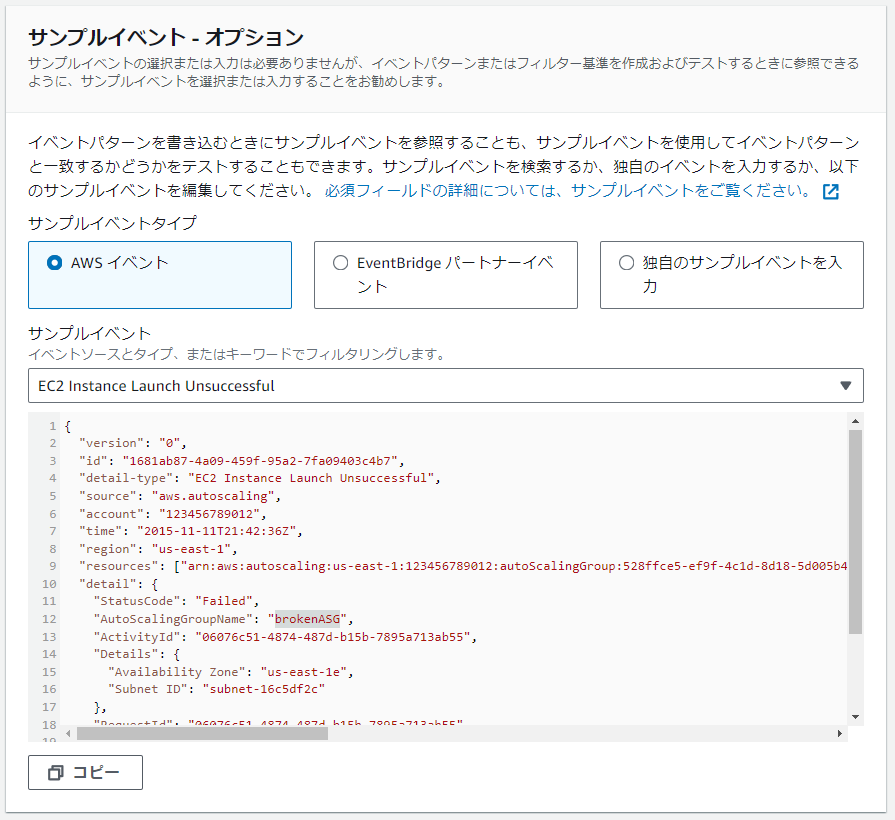 サンプルイベント - オプション
サンプルイベントの選択または入力は必要ありませんが、イベントパターンまたはフィルター基準を作成およびテストするときに参照できる
ように、サンプルイベントを選択または入力することをお勧めします。
イベントパターンを書き込むときにサンプルイベントを参照することも、サンプルイベントを使用してイベントパターン
と一致するかどうかをテストすることもできます。サンプルイベントを検索するか、独自のイベントを入力するか、以下
のサンプルイベントを編集してください。 必須フィールドの詳細については、サンプルイベントをご覧ください。
サンプルイベントタイプ
AWS イベント
EventBridge パートナーイベ
ント
独自のサンプルイベントを入
力
サンプルイベント
イベントソースとタイプ、またはキーワードでフィルタリングします。
EC2 Instance Launch Unsuccessful
1 {
2 "version": "0",
3 "id": "1681ab87-4a09-459f-95a2-7fa09403c4b7",
4 "detail-type": "EC2 Instance Launch Unsuccessful",
5 "source": "aws.autoscaling",
6 "account": "123456789012",
7 "time": "2015-11-11T21:42:36Z",
8 "region": "us-east-1",
9 "resources": ["arn:aws:autoscaling:us-east-1:123456789012:autoScalingGroup:528ffce5-ef9f-4c1d-8d18-5d005b4
10 "detail": {
11 "StatusCode": "Failed",
12 "AutoScalingGroupName": "brokenASG",
13 "ActivityId": "06076c51-4874-487d-b15b-7895a713ab55",
14 "Details": {
15 "Availability Zone": "us-east-1e",
16 "Subnet ID": "subnet-16c5df2c"
17 },
18 "RequestId": "06076c51-4874-487d-b15b-7895a713ab55",
19
コピー